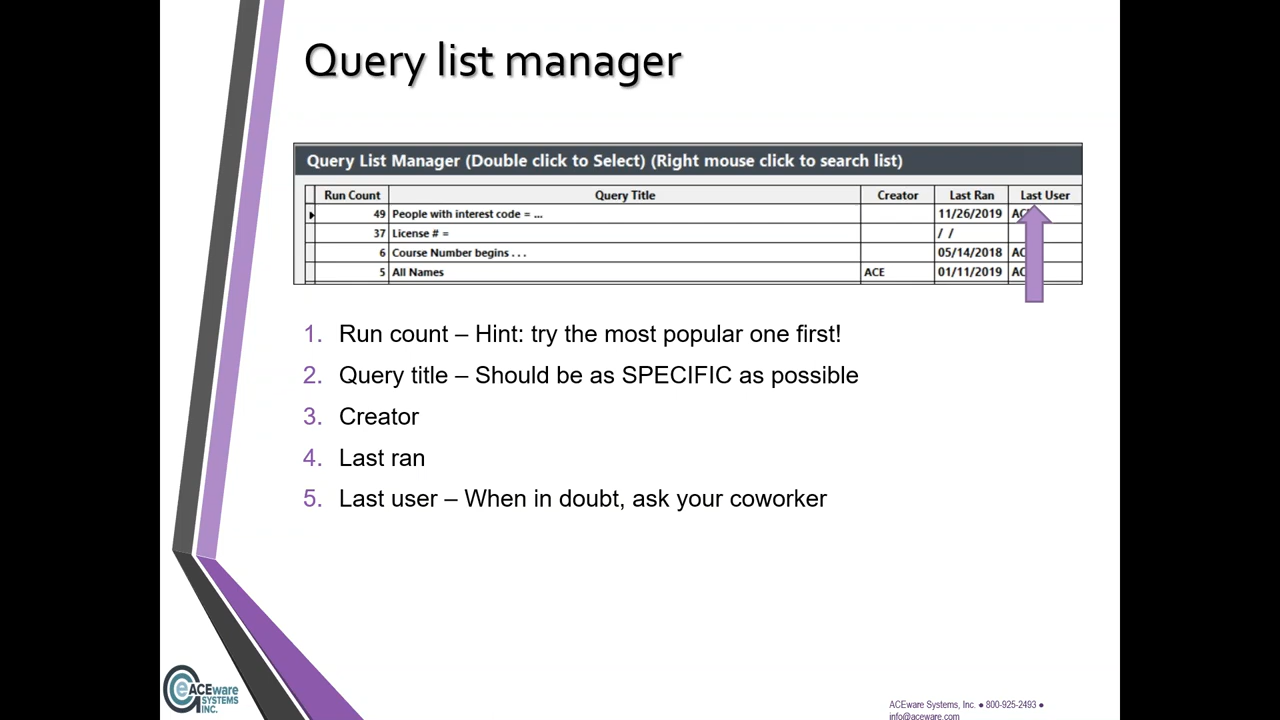 Query list manager
Query List Manager (Double click to Select) (Right mouse click to search list)
Run Count Query Title Creator Last Ran Last User
49 People with interest code = ... 11/26/2019
37 License # = / /
6 Course Number begins . . . 05/14/2018
5 All Names ACE 01/11/2019
1. Run count – Hint: try the most popular one first!
2. Query title – Should be as SPECIFIC as possible
3. Creator
4. Last ran
5. Last user – When in doubt, ask your coworker
ACEware
SYSTEMS
INC.
ACEware Systems, Inc. ● 800-925-2493 ●
info@aceware.com